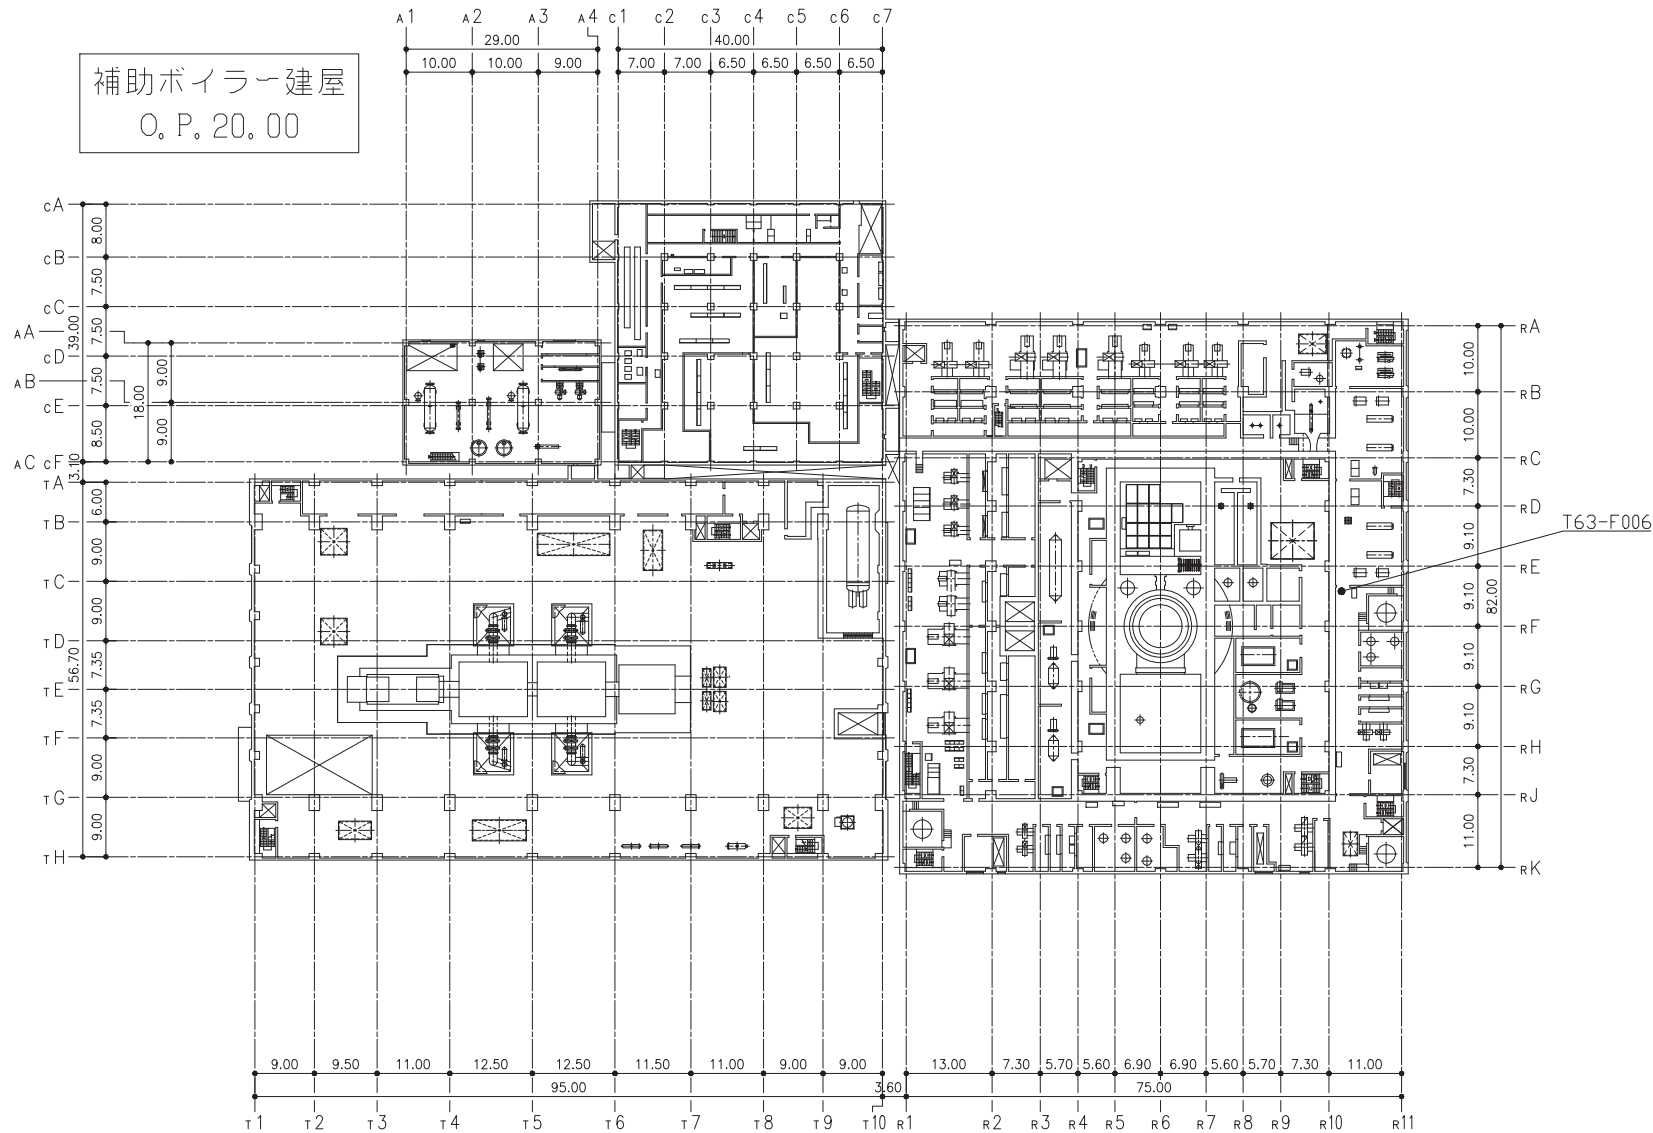 A1 A2 A3 A4 C1 C2 C3 C4 C5 C6 C7
29.00 40.00
10.00 10.00 9.00 7.00 7.00 6.50 6.50 6.50 6.50
補助ボイラー建屋
O.P.20.00
CA
8.00
CB
7.50
CC
39.00
7.50
AA
CD
9.00
18.00
7.50
AB
CE
9.00
8.50
AC CF
3.10
TA
6.00
TB
9.00
TC
9.00
TD
7.35
56.70
TE
7.35
TF
9.00
TG
9.00
TH
RA
10.00
RB
10.00
RC
7.30
RD
T63-F006
9.10
RE
9.10
82.00
RF
9.10
RG
9.10
RH
7.30
RJ
11.00
RK
9.00 9.50 11.00 12.50 12.50 11.50 11.00 9.00 9.00 13.00 7.30 5.70 5.60 6.90 6.90 5.60 5.70 7.30 11.00
95.00 3.60 75.00
T1 T2 T3 T4 T5 T6 T7 T8 T9 T10 R1 R2 R3 R4 R5 R6 R7 R8 R9 R10 R11